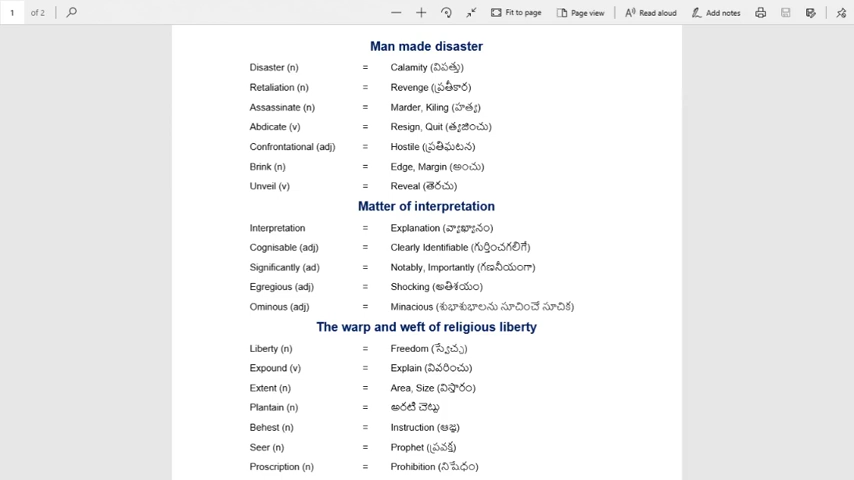 1 of 2 Fit to page Page view Read aloud Add notes
Man made disaster
Disaster (n) = Calamity (విపత్తు)
Retaliation (n) = Revenge (ప్రతీకార)
Assassinate (n) = Marder, Kiling (హత్య)
Abdicate (v) = Resign, Quit (త్యజించు)
Confrontational (adj) = Hostile (ప్రతిఘటన)
Brink (n) = Edge, Margin (అంచు)
Unveil (v) = Reveal (తెరచు)
Matter of interpretation
Interpretation = Explanation (వ్యాఖ్యానం)
Cognisable (adj) = Clearly Identifiable (గుర్తించగలిగే)
Significantly (ad) = Notably, Importantly (గణనీయంగా)
Egregious (adj) = Shocking (అతిశయం)
Ominous (adj) = Minacious (శుభాశుభాలను సూచించే సూచిక)
The warp and weft of religious liberty
Liberty (n) = Freedom (స్వేచ్ఛ)
Expound (v) = Explain (వివరించు)
Extent (n) = Area, Size (విస్తారం)
Plantain (n) = అరటి చెట్టు
Behest (n) = Instruction (ఆజ్ఞ)
Seer (n) = Prophet (ప్రవక్త)
Proscription (n) = Prohibition (నిషేధం)